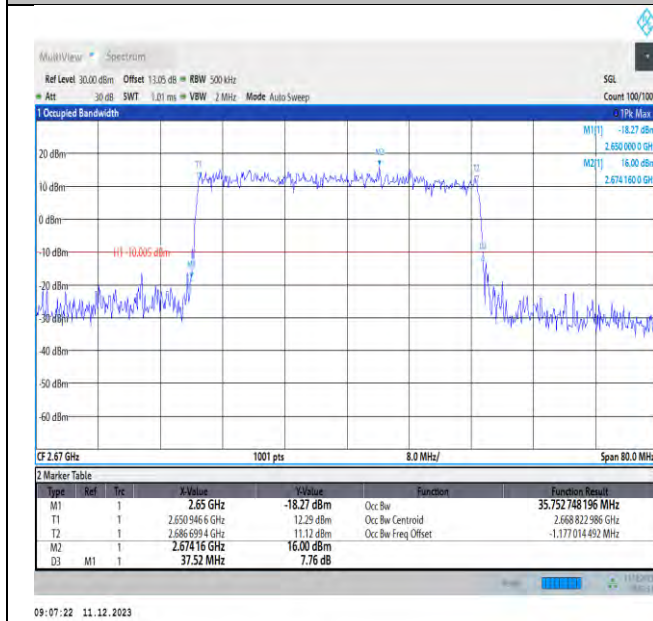 MultiView Spectrum
Ref Level 30.00 dBm Offset 13.05 dB RBW 500 kHz SGL
Att 30 dB SWT 1.01 ms VBW 2 MHz Mode Auto Sweep Count 100/100
1 Occupied Bandwidth 1Pk Max
M1[1] -18.27 dBm
2.650 000 0 GHz
M2[1] 16.00 dBm
2.674 160 0 GHz
20 dBm
T1 M2 T2
10 dBm
0 dBm
-10 dBm H1 -10.005 dBm
D3
M1
-20 dBm
-30 dBm
-40 dBm
-50 dBm
-60 dBm
CF 2.67 GHz 1001 pts 8.0 MHz/ Span 80.0 MHz
2 Marker Table
Type Ref Trc X-Value Y-Value Function Function Result
M1 1 2.65 GHz -18.27 dBm Occ Bw 35.752 748 196 MHz
T1 1 2.650 946 6 GHz 12.29 dBm Occ Bw Centroid 2.668 822 986 GHz
T2 1 2.686 699 4 GHz 11.12 dBm Occ Bw Freq Offset -1.177 014 492 MHz
M2 1 2.674 16 GHz 16.00 dBm
D3 M1 1 37.52 MHz 7.76 dB
09:07:22 11.12.2023